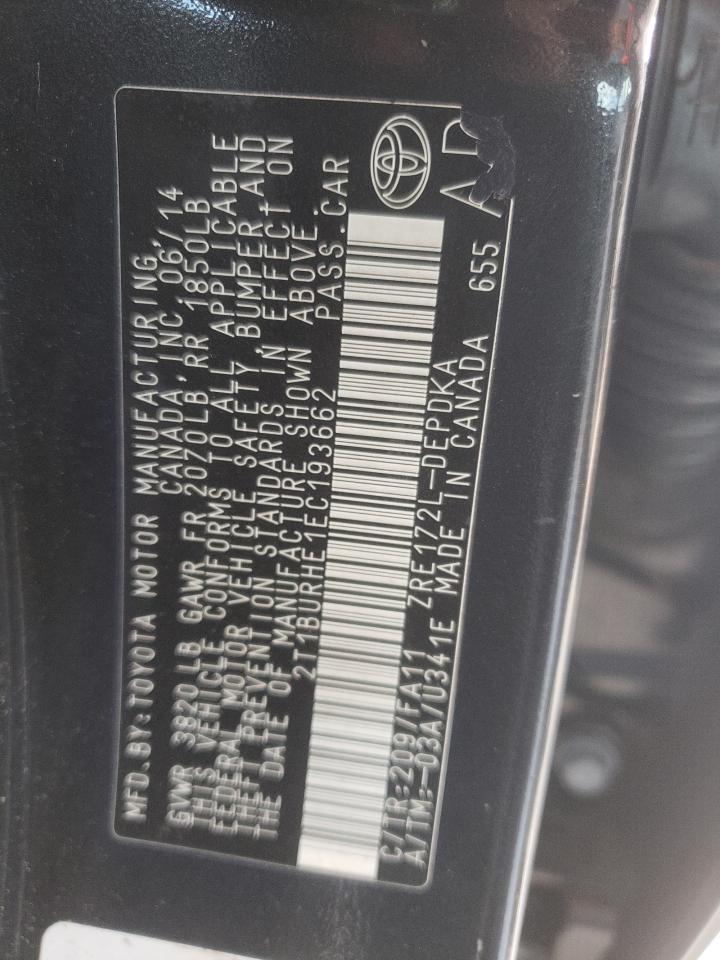 MFD.BY:TOYOTA MOTOR MANUFACTURING,
CANADA, INC.06/14
GVWR 3820LB GAWR FR 2070LB RR 1850LB
THIS VEHICLE CONFORMS TO ALL APPLICABLE
FEDERAL MOTOR VEHICLE SAFETY, BUMPER, AND
THEFT PREVENTION STANDARDS IN EFFECT ON
THE DATE OF MANUFACTURE SHOWN ABOVE.
2T1BURHE1EC193662 PASS.CAR
C/TR:209/FA11 ZRE172L-DEPDKA
A/TM:-03A/U341E MADE IN CANADA 655